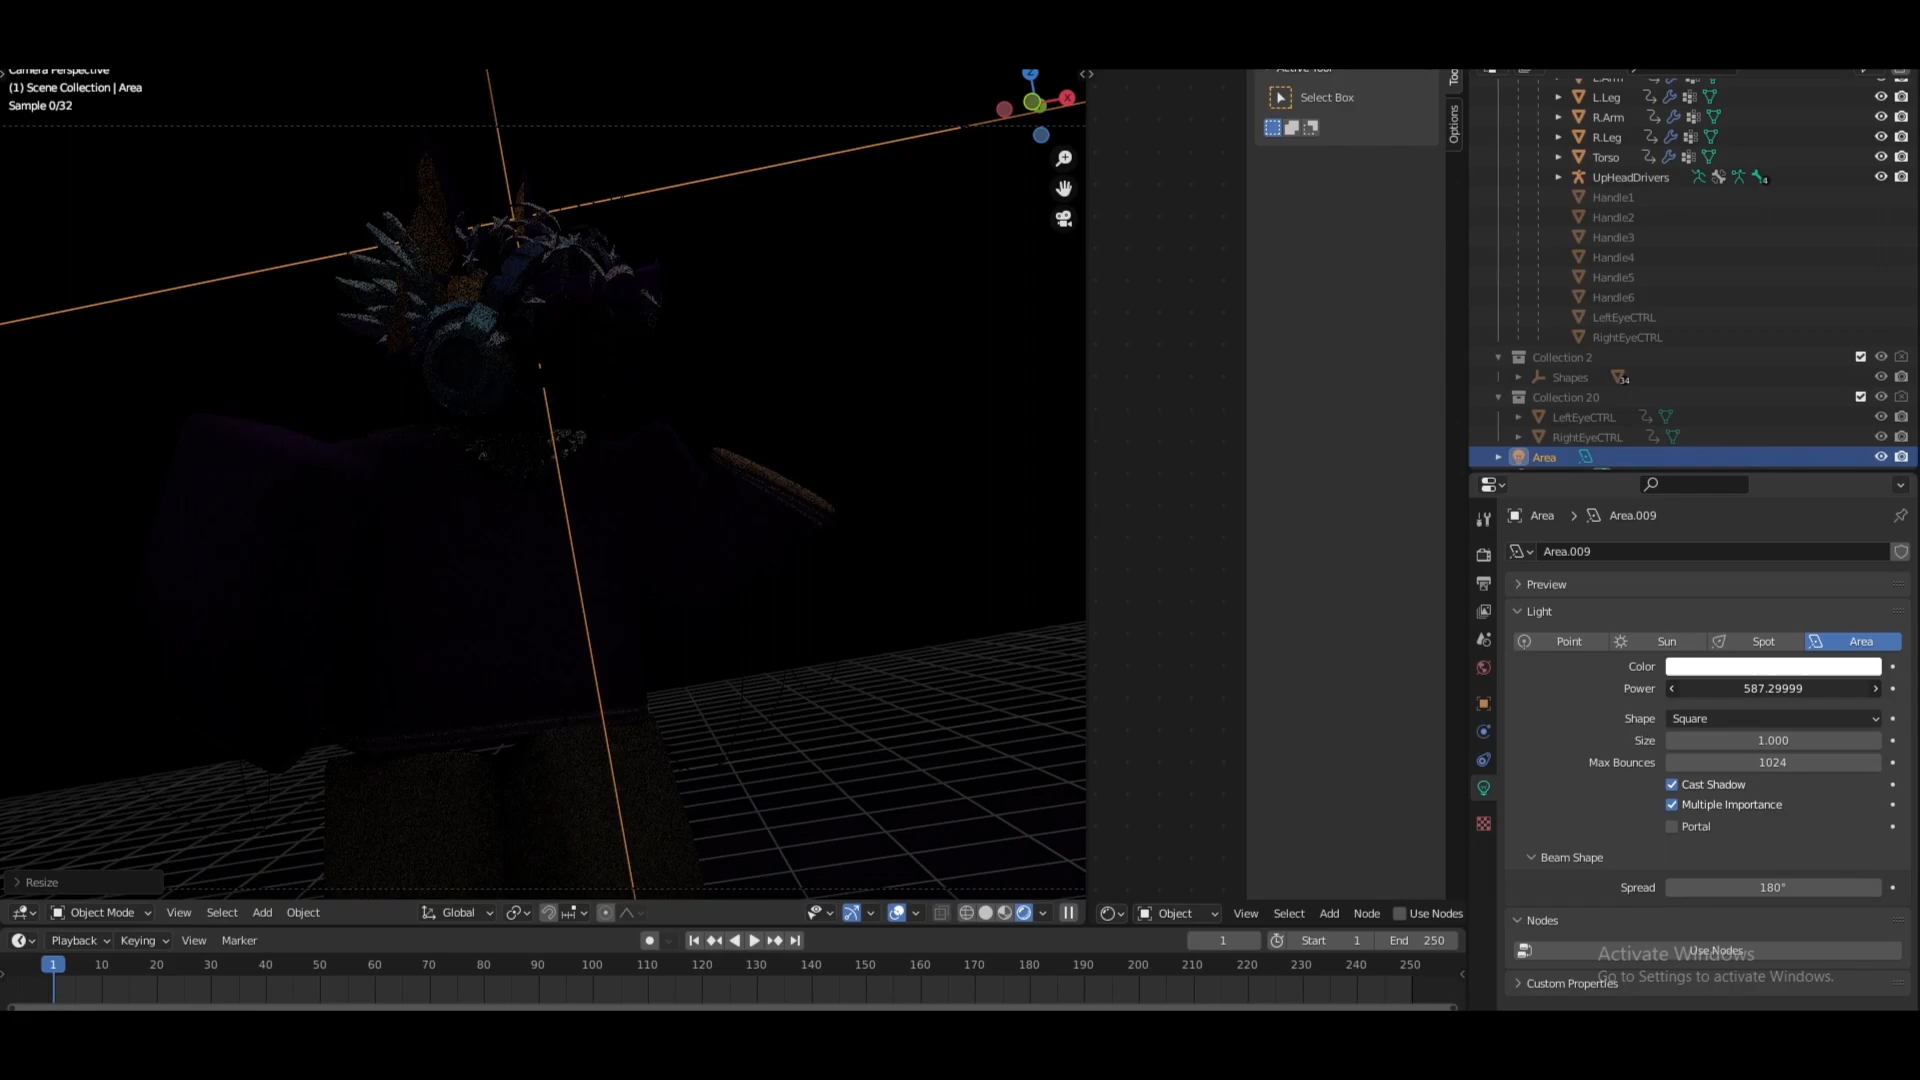 Camera Perspective
(1) Scene Collection | Area
Sample 0/32
Z
X
Resize
Select Box
Options
L.Leg
R.Arm
R.Leg
Torso
UpHeadDrivers
4
Handle1
Handle2
Handle3
Handle4
Handle5
Handle6
LeftEyeCTRL
RightEyeCTRL
Collection 2
Shapes 34
Collection 20
LeftEyeCTRL
RightEyeCTRL
Area
Area > Area.009
Area.009
Preview
Light
Point Sun Spot Area
Color
Power 587.29999
Shape Square
Size 1.000
Max Bounces 1024
Cast Shadow
Multiple Importance
Portal
Beam Shape
Spread 180°
Nodes
Use Nodes
Custom Properties
Activate Windows
Go to Settings to activate Windows.
Object Mode View Select Add Object Global
Object View Select Add Node Use Nodes
Playback Keying View Marker 1 Start 1 End 250
1 10 20 30 40 50 60 70 80 90 100 110 120 130 140 150 160 170 180 190 200 210 220 230 240 250